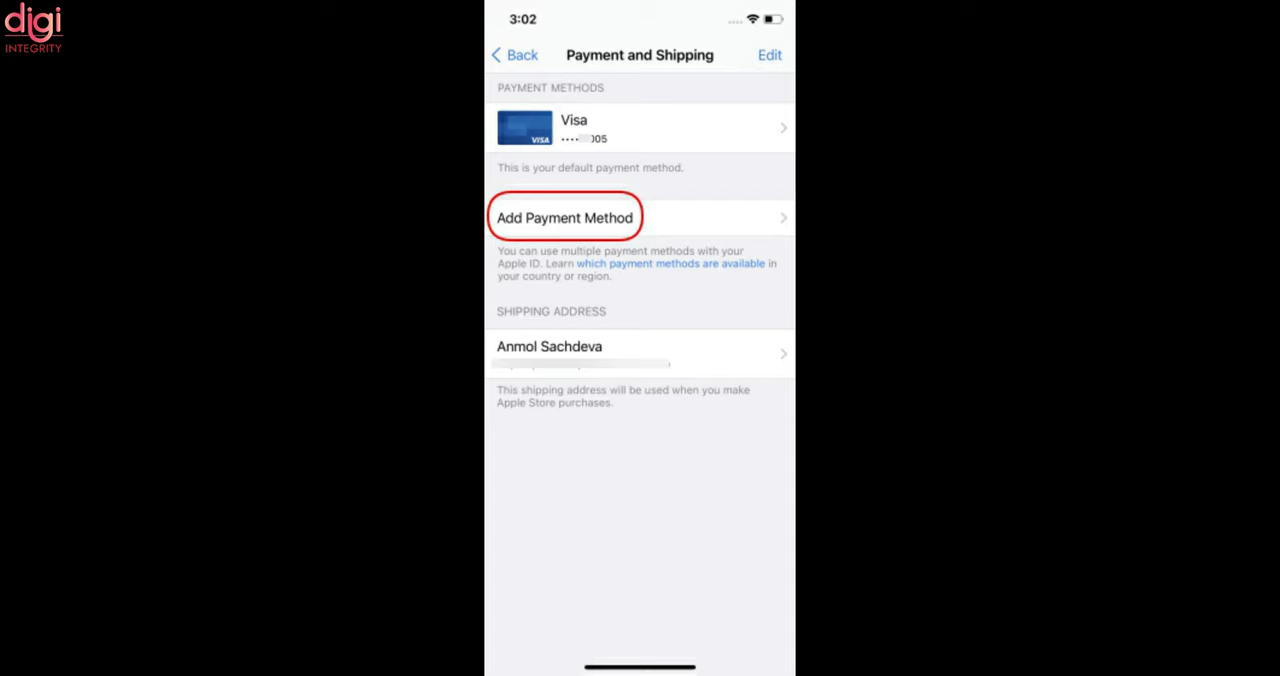 digi
INTEGRITY
3:02
Back Payment and Shipping Edit
PAYMENT METHODS
Visa
VISA
•••• 005
This is your default payment method.
Add Payment Method
You can use multiple payment methods with your
Apple ID. Learn which payment methods are available in
your country or region.
SHIPPING ADDRESS
Anmol Sachdeva
This shipping address will be used when you make
Apple Store purchases.